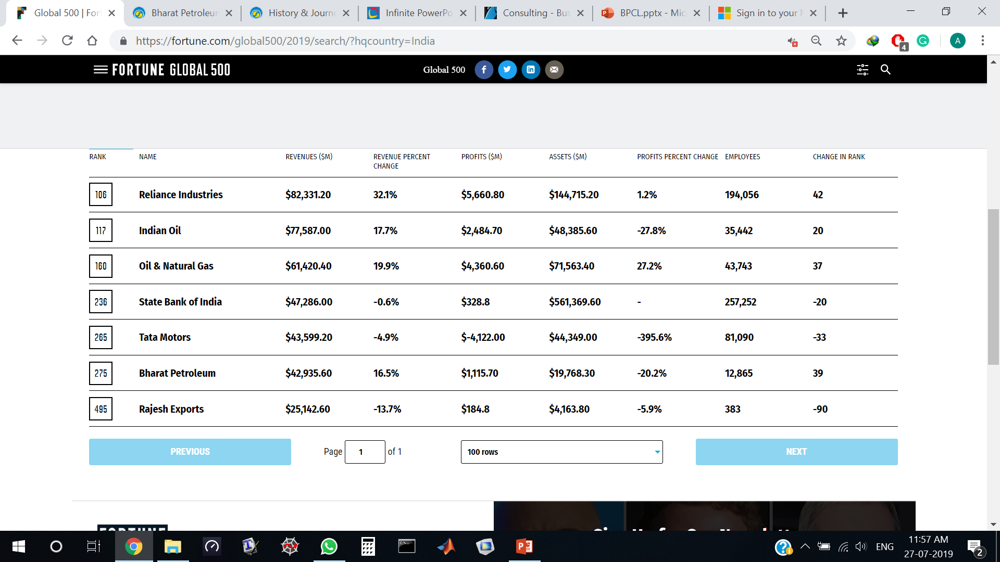 Global 500 | For
Bharat Petroleum
History & Journe
Infinite PowerPo
Consulting - Bus
BPCL.pptx - Mic
Sign in to your
https://fortune.com/global500/2019/search/?hqcountry=India
4
A
FORTUNE GLOBAL 500
Global 500
RANK NAME REVENUES ($M) REVENUE PERCENT CHANGE PROFITS ($M) ASSETS ($M) PROFITS PERCENT CHANGE EMPLOYEES CHANGE IN RANK
106 Reliance Industries $82,331.20 32.1% $5,660.80 $144,715.20 1.2% 194,056 42
117 Indian Oil $77,587.00 17.7% $2,484.70 $48,385.60 -27.8% 35,442 20
160 Oil & Natural Gas $61,420.40 19.9% $4,360.60 $71,563.40 27.2% 43,743 37
236 State Bank of India $47,286.00 -0.6% $328.8 $561,369.60 - 257,252 -20
265 Tata Motors $43,599.20 -4.9% $-4,122.00 $44,349.00 -395.6% 81,090 -33
275 Bharat Petroleum $42,935.60 16.5% $1,115.70 $19,768.30 -20.2% 12,865 39
495 Rajesh Exports $25,142.60 -13.7% $184.8 $4,163.80 -5.9% 383 -90
PREVIOUS Page 1 of 1 100 rows NEXT
FORTUNE
ENG
11:57 AM
27-07-2019
2